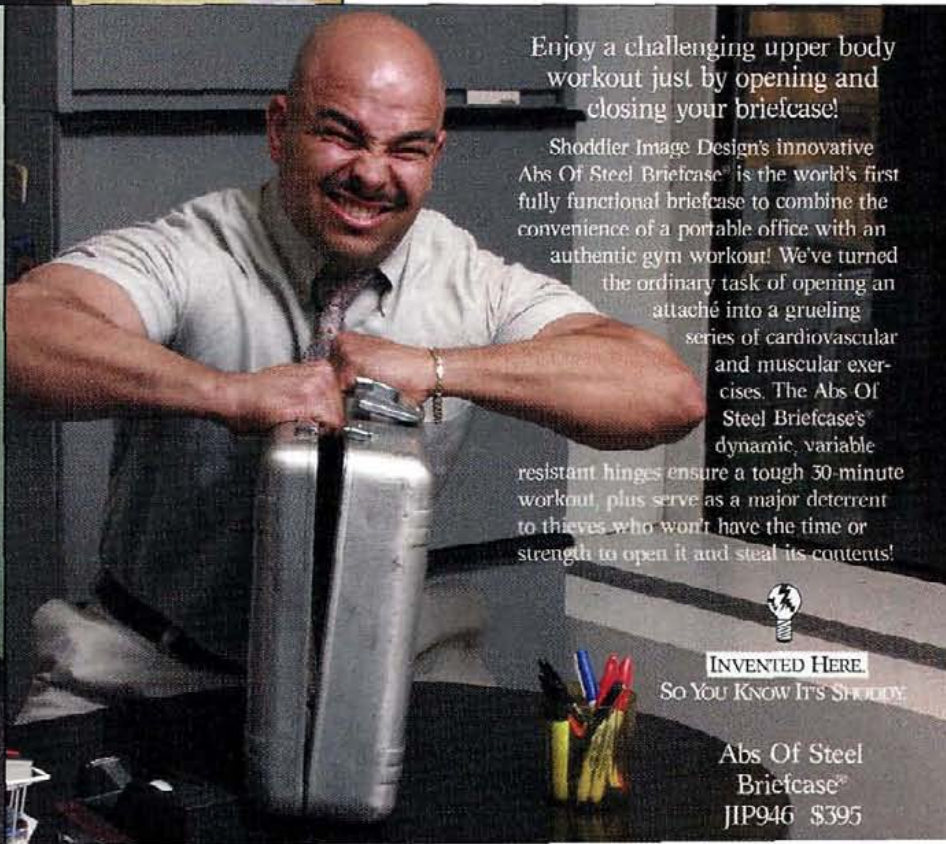 Enjoy a challenging upper body
workout just by opening and
closing your briefcase!
Shoddier Image Design's innovative
Abs Of Steel Briefcase® is the world's first
fully functional briefcase to combine the
convenience of a portable office with an
authentic gym workout! We've turned
the ordinary task of opening an
attaché into a grueling
series of cardiovascular
and muscular exer-
cises. The Abs Of
Steel Briefcase's®
dynamic, variable
resistant hinges ensure a tough 30-minute
workout, plus serve as a major deterrent
to thieves who won't have the time or
strength to open it and steal its contents!
INVENTED HERE.
SO YOU KNOW IT'S SHODDY.
Abs Of Steel
Briefcase®
JIP946 $395